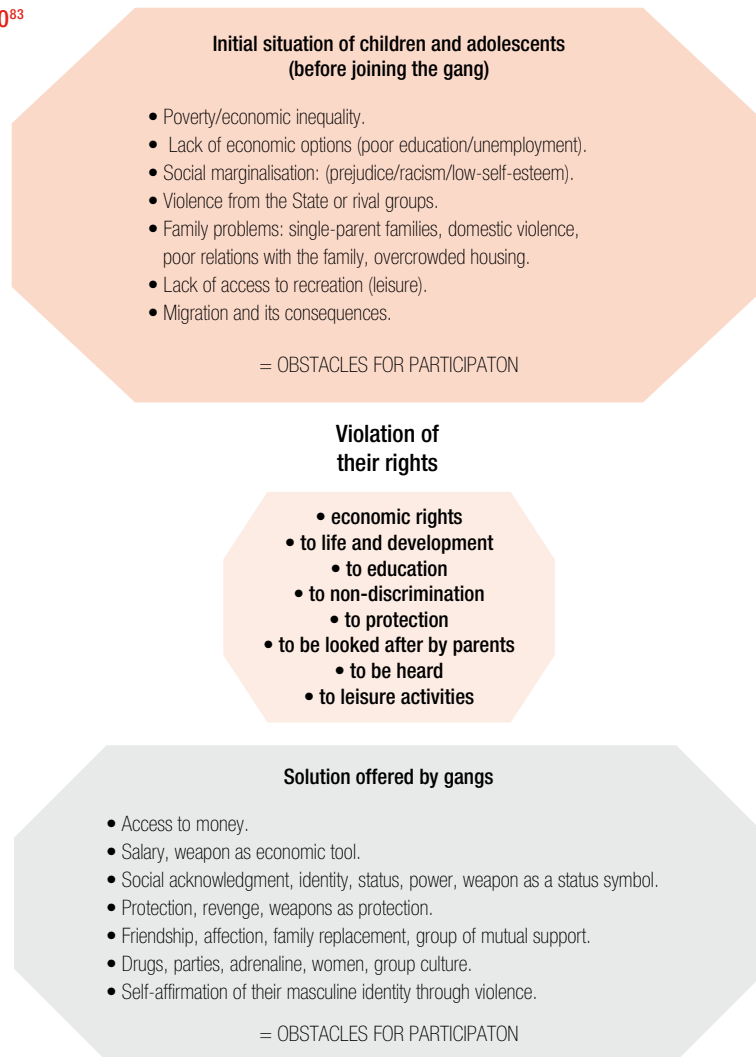 0⁸³
Initial situation of children and adolescents
(before joining the gang)
• Poverty/economic inequality.
• Lack of economic options (poor education/unemployment).
• Social marginalisation: (prejudice/racism/low-self-esteem).
• Violence from the State or rival groups.
• Family problems: single-parent families, domestic violence,
poor relations with the family, overcrowded housing.
• Lack of access to recreation (leisure).
• Migration and its consequences.
= OBSTACLES FOR PARTICIPATON
Violation of
their rights
• economic rights
• to life and development
• to education
• to non-discrimination
• to protection
• to be looked after by parents
• to be heard
• to leisure activities
Solution offered by gangs
• Access to money.
• Salary, weapon as economic tool.
• Social acknowledgment, identity, status, power, weapon as a status symbol.
• Protection, revenge, weapons as protection.
• Friendship, affection, family replacement, group of mutual support.
• Drugs, parties, adrenaline, women, group culture.
• Self-affirmation of their masculine identity through violence.
= OBSTACLES FOR PARTICIPATON